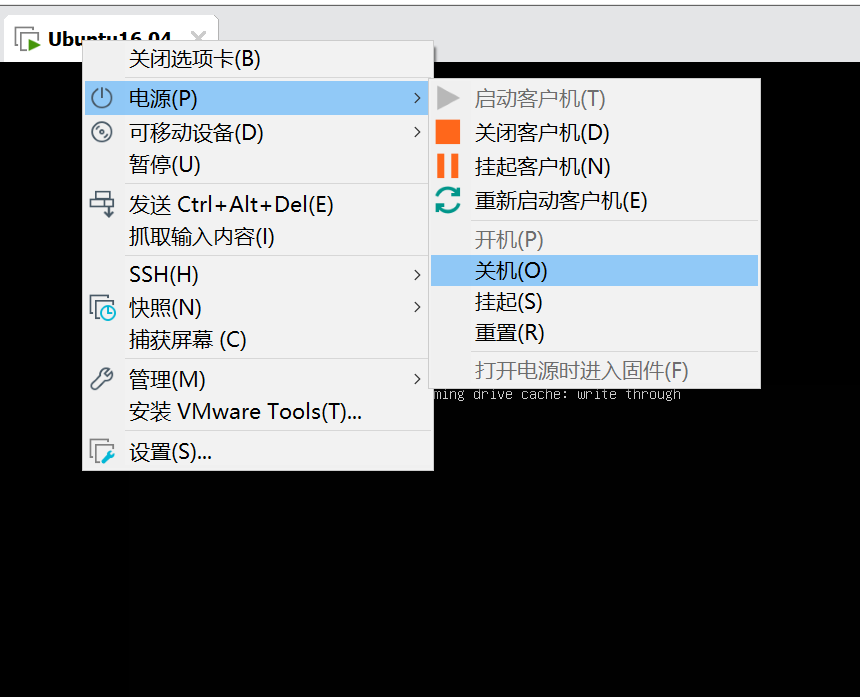 Ubuntu16.04
关闭选项卡(B)
电源(P)
可移动设备(D)
暂停(U)
发送 Ctrl+Alt+Del(E)
抓取输入内容(I)
SSH(H)
快照(N)
捕获屏幕 (C)
管理(M)
安装 VMware Tools(T)...
设置(S)...
启动客户机(T)
关闭客户机(D)
挂起客户机(N)
重新启动客户机(E)
开机(P)
关机(O)
挂起(S)
重置(R)
打开电源时进入固件(F)
ming drive cache: write through